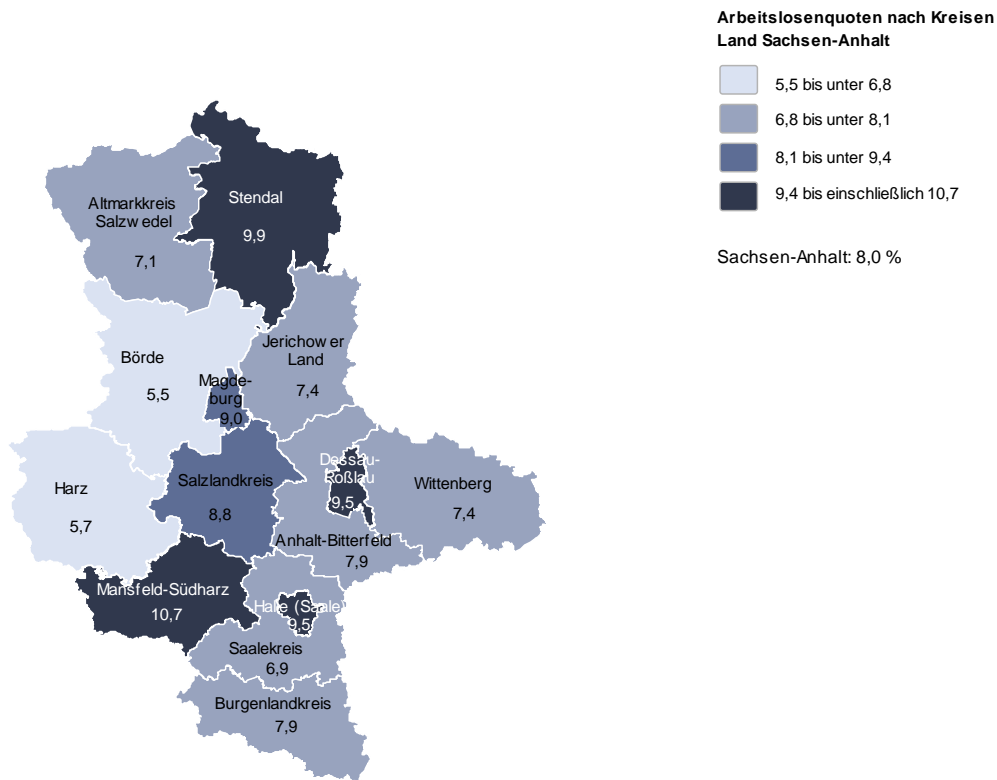 Arbeitslosenquoten nach Kreisen
Land Sachsen-Anhalt
5,5 bis unter 6,8
6,8 bis unter 8,1
8,1 bis unter 9,4
9,4 bis einschließlich 10,7
Sachsen-Anhalt: 8,0 %
Altmarkkreis
Salzwedel
7,1
Stendal
9,9
Börde
5,5
Jerichower
Land
7,4
Magde-
burg
9,0
Harz
5,7
Salzlandkreis
8,8
Dessau-
Roßlau
9,5
Wittenberg
7,4
Anhalt-Bitterfeld
7,9
Mansfeld-Südharz
10,7
Halle (Saale)
9,5
Saalekreis
6,9
Burgenlandkreis
7,9